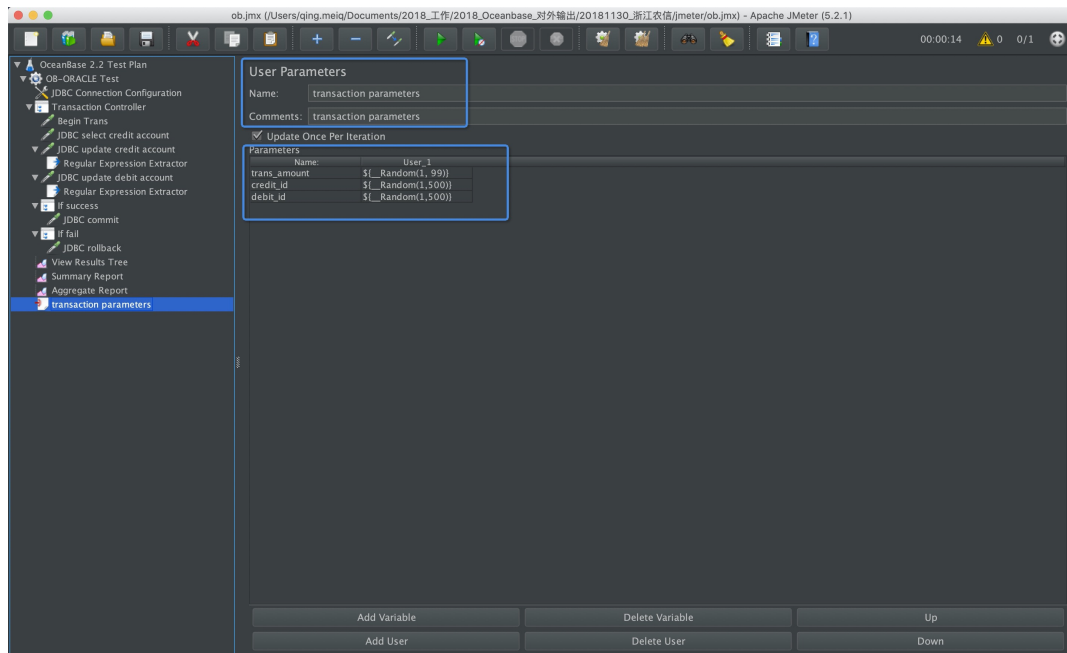 ob.jmx (/Users/qing.meiq/Documents/2018_工作/2018_Oceanbase_对外输出/20181130_浙江农信/jmeter/ob.jmx) - Apache JMeter (5.2.1)
00:00:14 0 0/1
OceanBase 2.2 Test Plan
OB-ORACLE Test
JDBC Connection Configuration
Transaction Controller
Begin Trans
JDBC select credit account
JDBC update credit account
Regular Expression Extractor
JDBC update debit account
Regular Expression Extractor
If success
JDBC commit
If fail
JDBC rollback
View Results Tree
Summary Report
Aggregate Report
transaction parameters
User Parameters
Name: transaction parameters
Comments: transaction parameters
Update Once Per Iteration
Parameters
Name: User_1
trans_amount ${__Random(1, 99)}
credit_id ${__Random(1,500)}
debit_id ${__Random(1,500)}
Add Variable Delete Variable Up
Add User Delete User Down